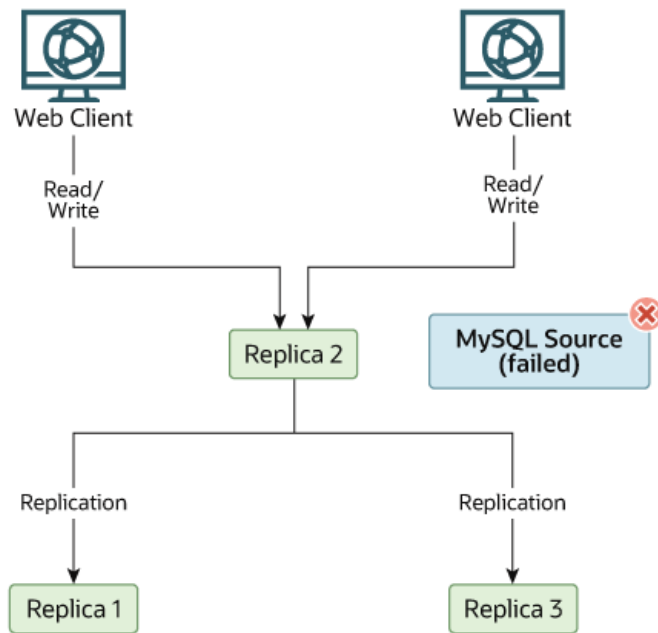 Web Client
Web Client
Read/
Write
Read/
Write
Replica 2
MySQL Source
(failed)
Replication
Replication
Replica 1
Replica 3